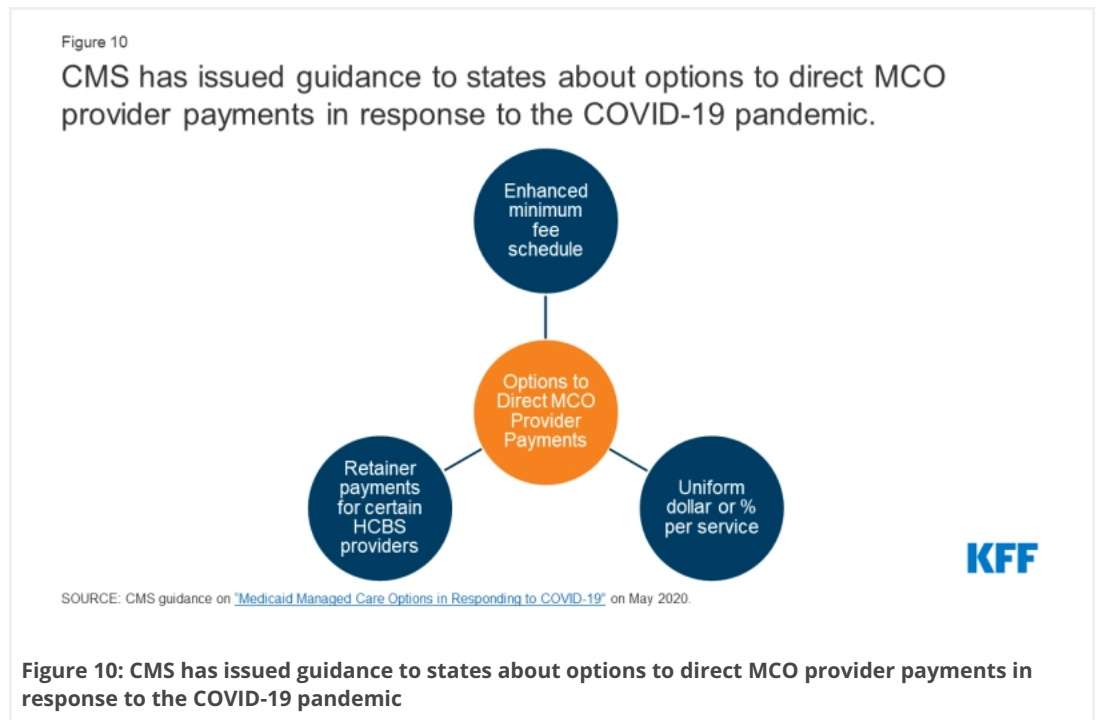 Figure 10
CMS has issued guidance to states about options to direct MCO
provider payments in response to the COVID-19 pandemic.
Enhanced
minimum
fee
schedule
Options to
Direct MCO
Provider
Payments
Retainer
payments
for certain
HCBS
providers
Uniform
dollar or %
per service
KFF
SOURCE: CMS guidance on "Medicaid Managed Care Options in Responding to COVID-19" on May 2020.
Figure 10: CMS has issued guidance to states about options to direct MCO provider payments in
response to the COVID-19 pandemic